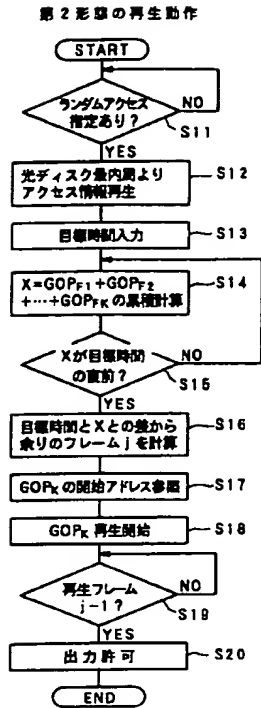 第2形態の再生動作
START
ランダムアクセス
指定あり?
NO
S11
YES
光ディスク最内周より
アクセス情報再生
S12
目標時間入力
S13
X=GOPF1+GOPF2
+…+GOPFKの累積計算
S14
Xが目標時間
の直前?
NO
S15
YES
目標時間とXとの差から
余りのフレームjを計算
S16
GOPKの開始アドレス参照
S17
GOPK再生開始
S18
再生フレーム
j-1?
NO
S19
YES
出力許可
S20
END